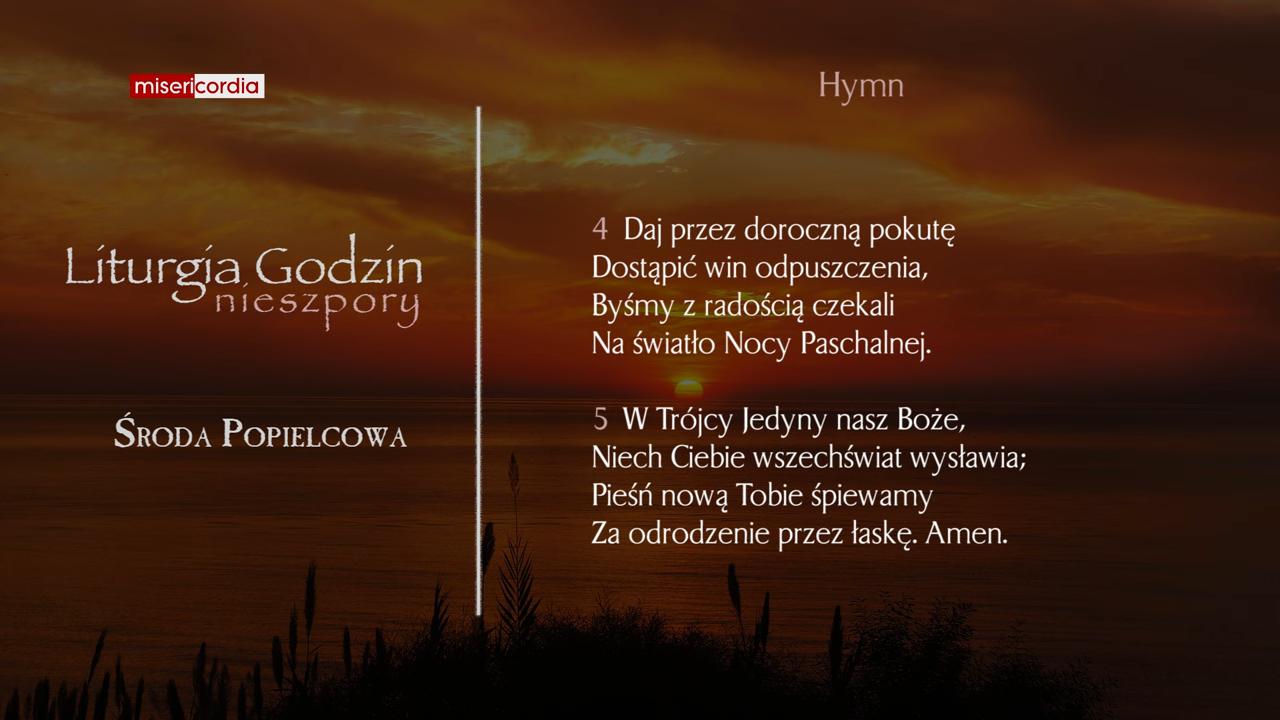 misericordia
Liturgia Godzin
nieszpory
Środa Popielcowa
Hymn
4 Daj przez doroczną pokutę
Dostąpić win odpuszczenia,
Byśmy z radością czekali
Na światło Nocy Paschalnej.
5 W Trójcy Jedyny nasz Boże,
Niech Ciebie wszechświat wysławia;
Pieśń nową Tobie śpiewamy
Za odrodzenie przez łaskę. Amen.